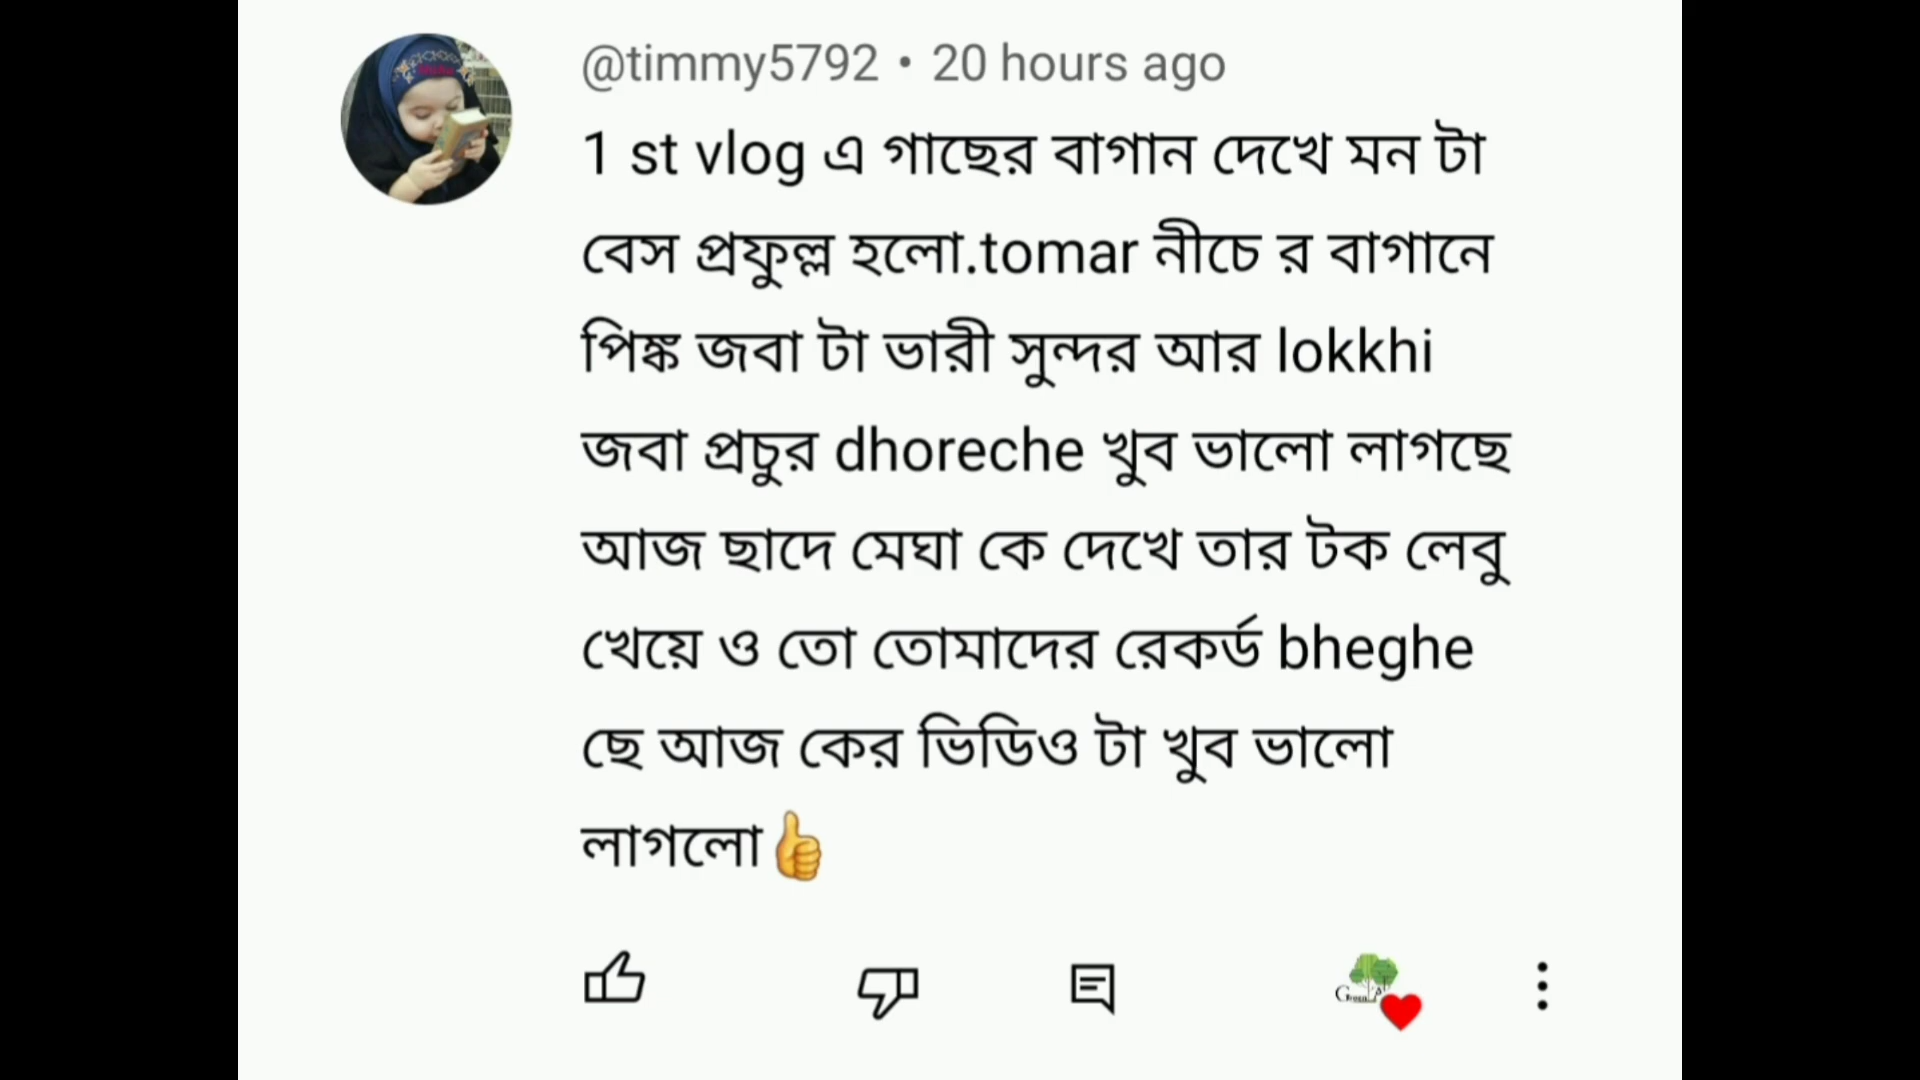 @timmy5792 • 20 hours ago
1 st vlog এ গাছের বাগান দেখে মন টা
বেস প্রফুল্ল হলো.tomar নীচে র বাগানে
পিঙ্ক জবা টা ভারী সুন্দর আর lokkhi
জবা প্রচুর dhoreche খুব ভালো লাগছে
আজ ছাদে মেঘা কে দেখে তার টক লেবু
খেয়ে ও তো তোমাদের রেকর্ড bheghe
ছে আজ কের ভিডিও টা খুব ভালো
লাগলো👍